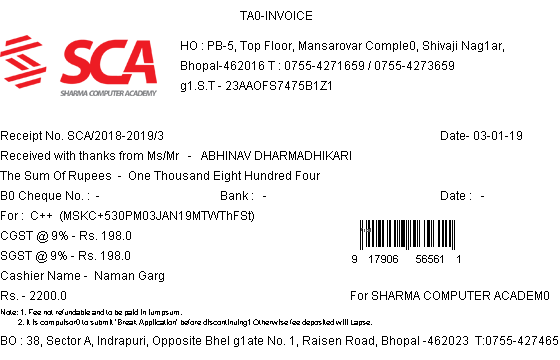 TA0-INVOICE
SCA
SHARMA COMPUTER ACADEMY
HO : PB-5, Top Floor, Mansarovar Comple0, Shivaji Nag1ar,
Bhopal-462016 T : 0755-4271659 / 0755-4273659
g1.S.T - 23AAOFS7475B1Z1
Receipt No. SCA/2018-2019/3 Date- 03-01-19
Received with thanks from Ms/Mr - ABHINAV DHARMADHIKARI
The Sum Of Rupees - One Thousand Eight Hundred Four
B0 Cheque No. : - Bank : - Date : -
For : C++ (MSKC+530PM03JAN19MTWThFSt)
CGST @ 9% - Rs. 198.0
SGST @ 9% - Rs. 198.0
9 17906 56561 1
Cashier Name - Naman Garg
Rs. - 2200.0 For SHARMA COMPUTER ACADEM0
Note: 1. Fee not refundable and to be paid in lumpsum.
2. It is compulsor0 to submit 'Break Application' before discontinuing1 Otherwise fee deposited will Lapse.
BO : 38, Sector A, Indrapuri, Opposite Bhel g1ate No. 1, Raisen Road, Bhopal -462023 T:0755-427465